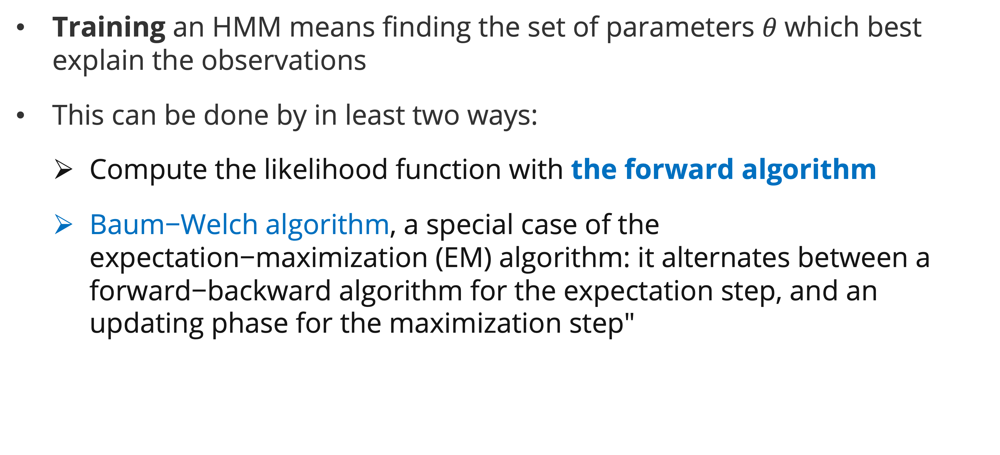 • Training an HMM means finding the set of parameters θ which best
explain the observations
• This can be done by in least two ways:
➢ Compute the likelihood function with the forward algorithm
➢ Baum−Welch algorithm, a special case of the
expectation−maximization (EM) algorithm: it alternates between a
forward−backward algorithm for the expectation step, and an
updating phase for the maximization step"